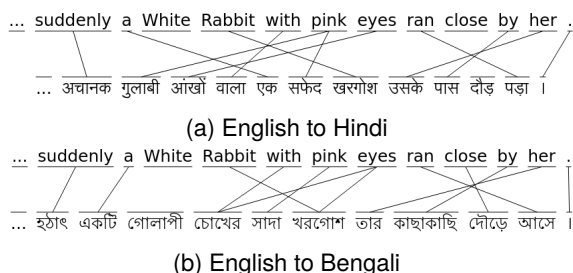 ... suddenly a White Rabbit with pink eyes ran close by her .
... अचानक गुलाबी आंखों वाला एक सफेद खरगोश उसके पास दौड़ पड़ा ।
(a) English to Hindi
... suddenly a White Rabbit with pink eyes ran close by her .
... হঠাৎ একটি গোলাপী চোখের সাদা খরগোশ তার কাছাকাছি দৌড়ে আসে ।
(b) English to Bengali